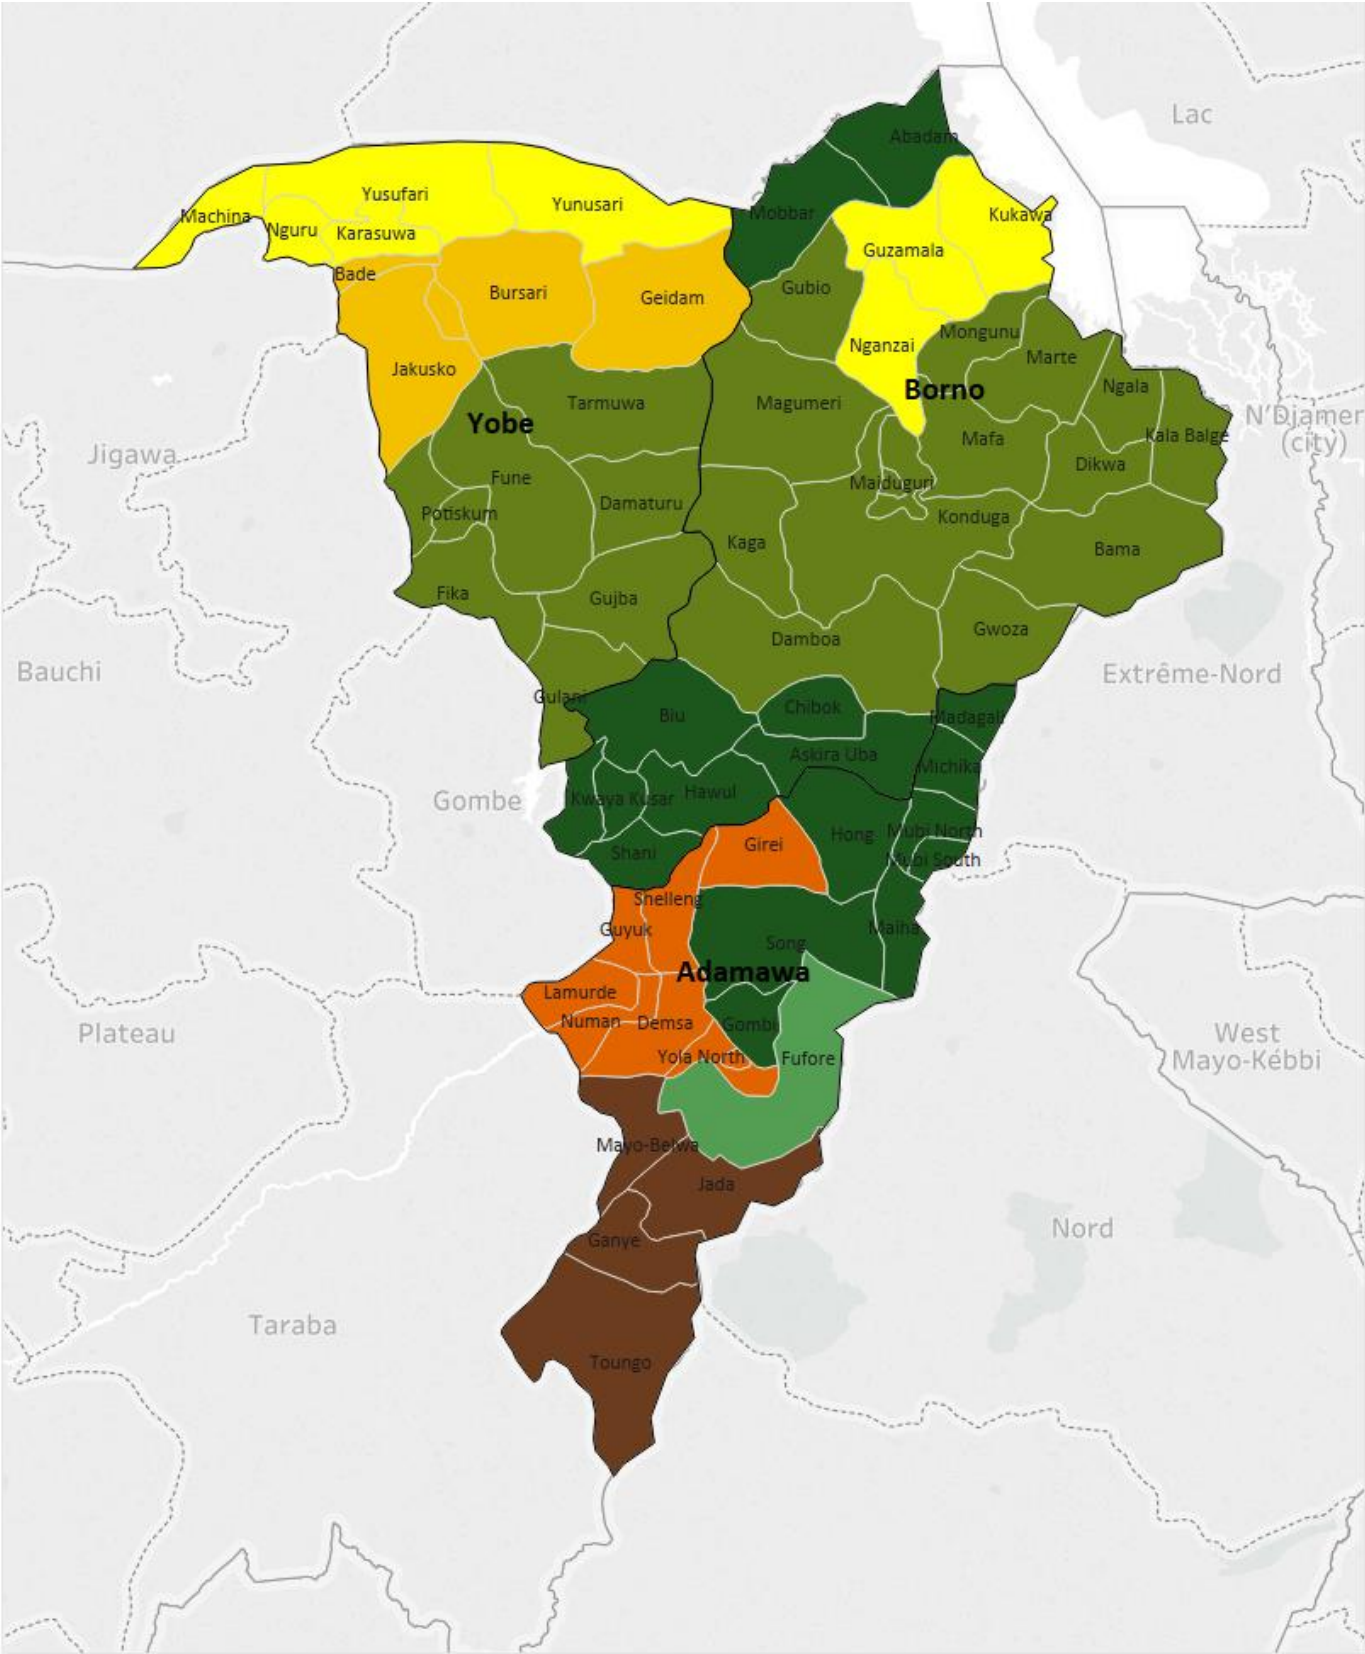 Lac
Abadam
Yusufari
Machina
Yunusari
Mobbar
Kukawa
Nguru
Karasuwa
Guzamala
Bade
Bursari
Geidam
Gubio
Mongunu
Nganzai
Marte
Jakusko
Ngala
Borno
Tarmuwa
Magumeri
Yobe
N'Djamer
(city)
Kala Balge
Mafa
Jigawa
Dikwa
Fune
Maiduguri
Damaturu
Potiskum
Konduga
Kaga
Bama
Fika
Gujba
Gwoza
Damboa
Bauchi
Extrême-Nord
Gulani
Chibok
Biu
Madagali
Askira Uba
Michika
Gombe
Kwaya Kusar
Hawul
Hong
Mubi North
Girei
Shani
Mubi South
Shelleng
Guyuk
Maiha
Song
Adamawa
Lamurde
Numan
Demsa
Gombi
Plateau
West
Mayo-Kébbi
Yola North
Fufore
Mayo-Belwa
Jada
Nord
Ganye
Taraba
Toungo